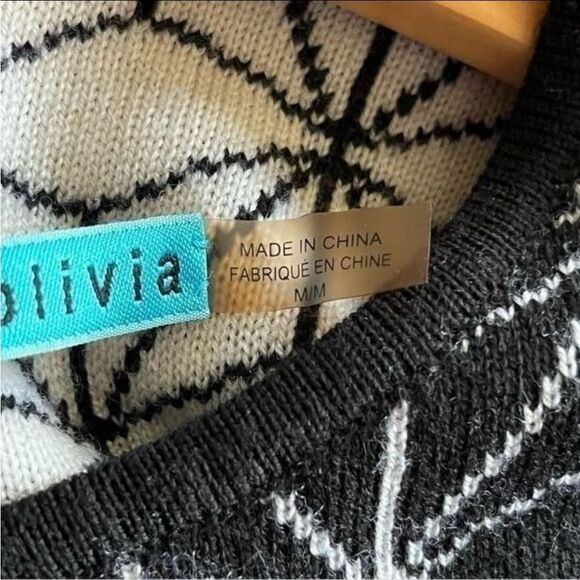 olivia
MADE IN CHINA
FABRIQUÉ EN CHINE
M/M